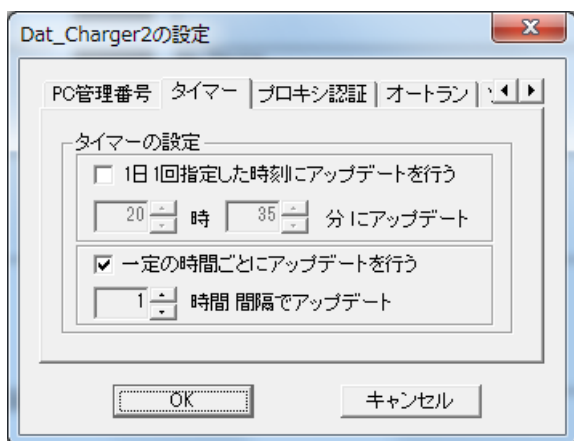 Dat_Charger2の設定
PC管理番号 タイマー プロキシ認証 オートラン
タイマーの設定
1日1回指定した時刻にアップデートを行う
20 時 35 分にアップデート
一定の時間ごとにアップデートを行う
1 時間 間隔でアップデート
OK キャンセル